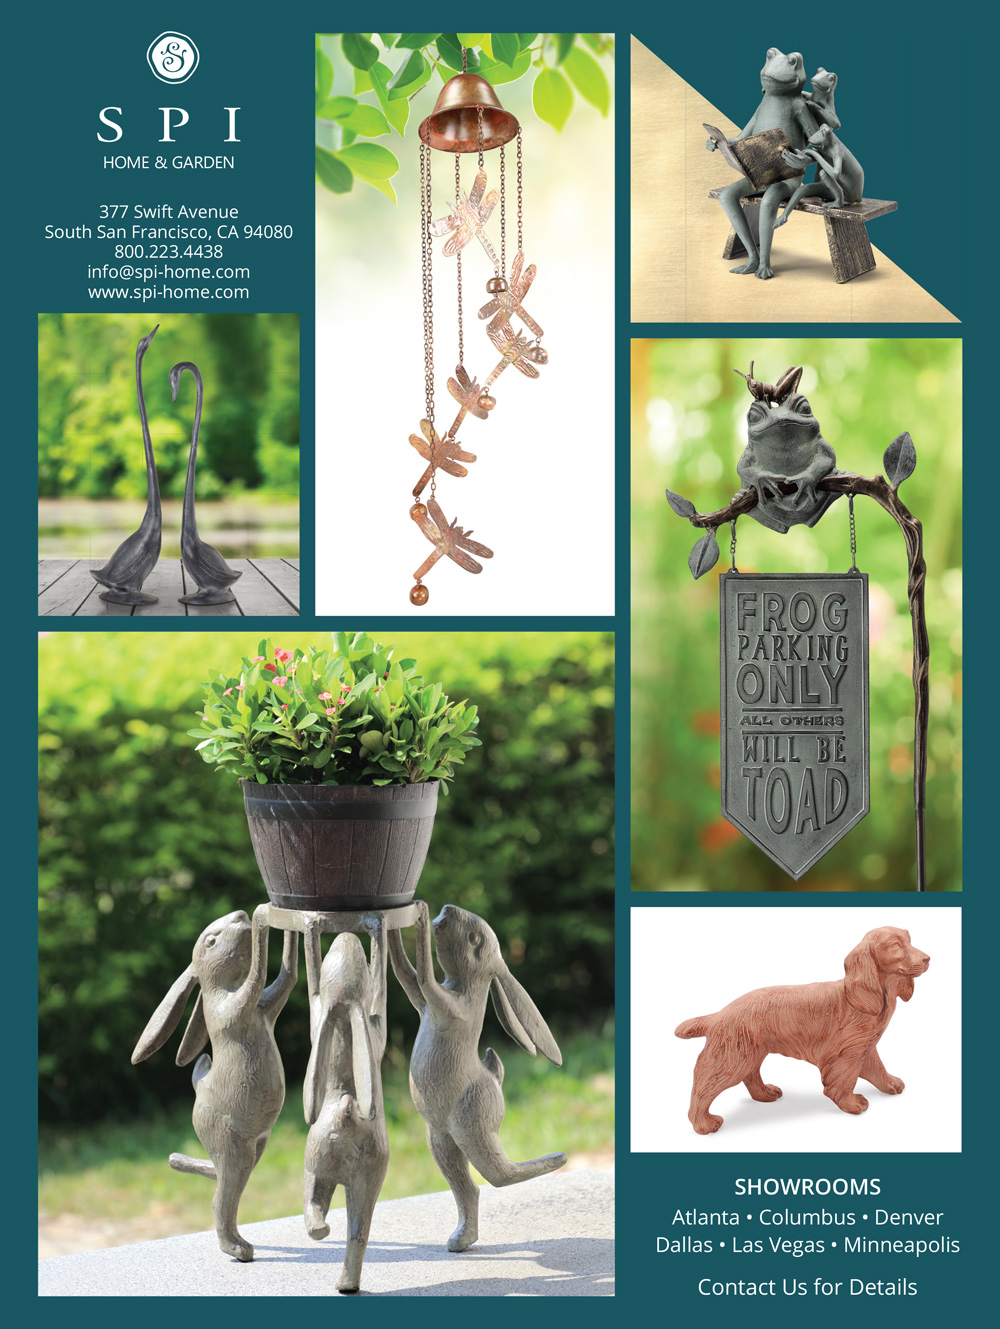 S P I
HOME & GARDEN
377 Swift Avenue
South San Francisco, CA 94080
800.223.4438
info@spi-home.com
www.spi-home.com
FROG
PARKING
ONLY
ALL OTHERS
WILL BE
TOAD
SHOWROOMS
Atlanta • Columbus • Denver
Dallas • Las Vegas • Minneapolis
Contact Us for Details